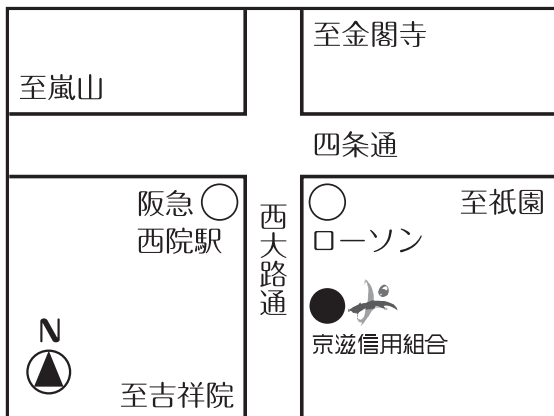 至金閣寺
至嵐山
四条通
阪急
西院駅
西大路通
至祇園
ローソン
京滋信用組合
N
至吉祥院